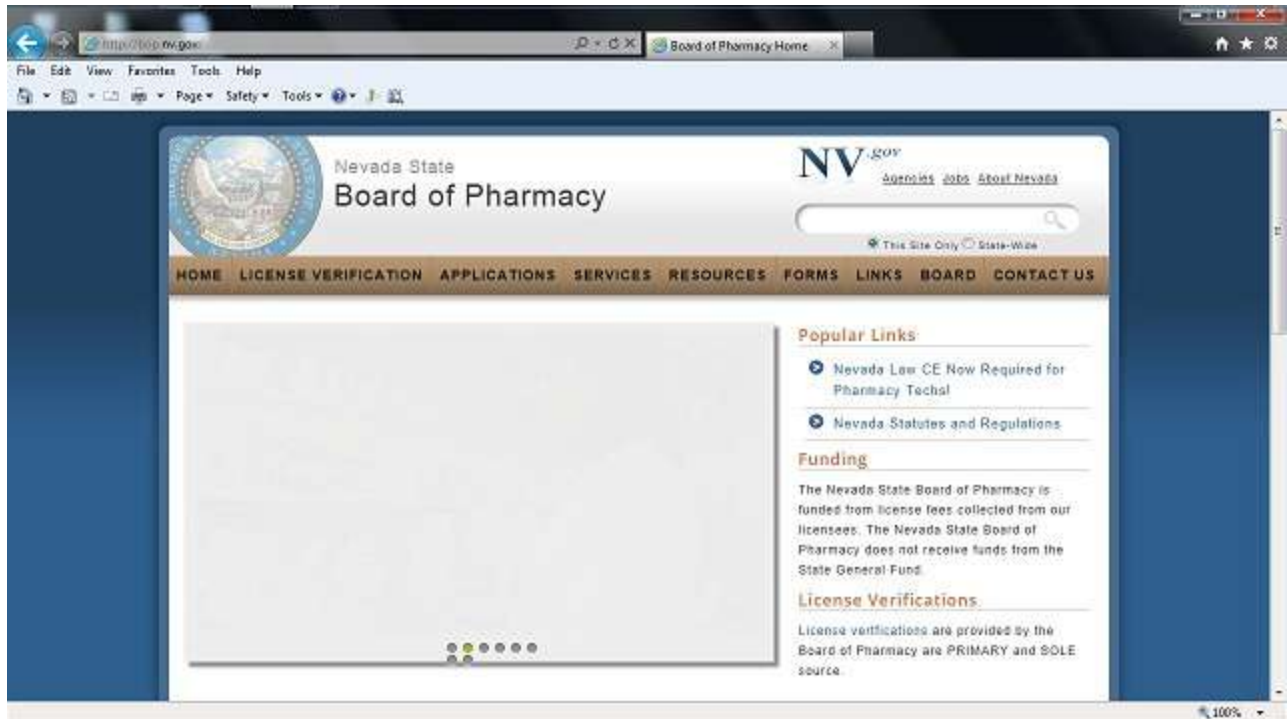 http://bop.nv.gov/
Board of Pharmacy Home
File Edit View Favorites Tools Help
Page Safety Tools
Nevada State
Board of Pharmacy
NV.gov
Agencies Jobs About Nevada
This Site Only State-Wide
HOME LICENSE VERIFICATION APPLICATIONS SERVICES RESOURCES FORMS LINKS BOARD CONTACT US
Popular Links
Nevada Law CE Now Required for
Pharmacy Techs!
Nevada Statutes and Regulations
Funding
The Nevada State Board of Pharmacy is
funded from license fees collected from our
licensees. The Nevada State Board of
Pharmacy does not receive funds from the
State General Fund.
License Verifications
License verifications are provided by the
Board of Pharmacy are PRIMARY and SOLE
source.
100%